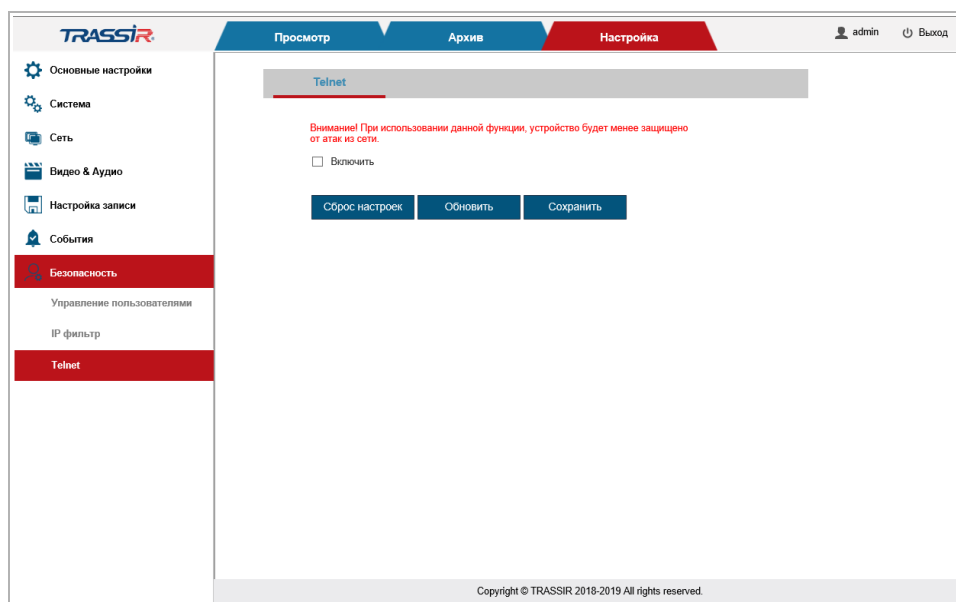 TRASSIR
Просмотр
Архив
Настройка
admin
Выход
Основные настройки
Система
Сеть
Видео & Аудио
Настройка записи
События
Безопасность
Управление пользователями
IP фильтр
Telnet
Telnet
Внимание! При использовании данной функции, устройство будет менее защищено
от атак из сети.
Включить
Сброс настроек
Обновить
Сохранить
Copyright © TRASSIR 2018-2019 All rights reserved.